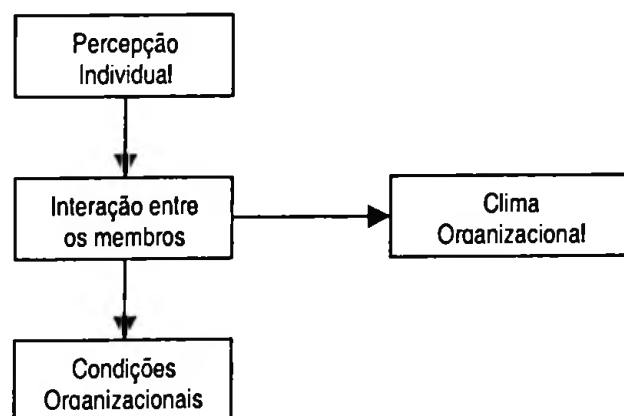 Percepção
Individual
Interação entre
os membros
Clima
Organizacional
Condições
Organizacionais